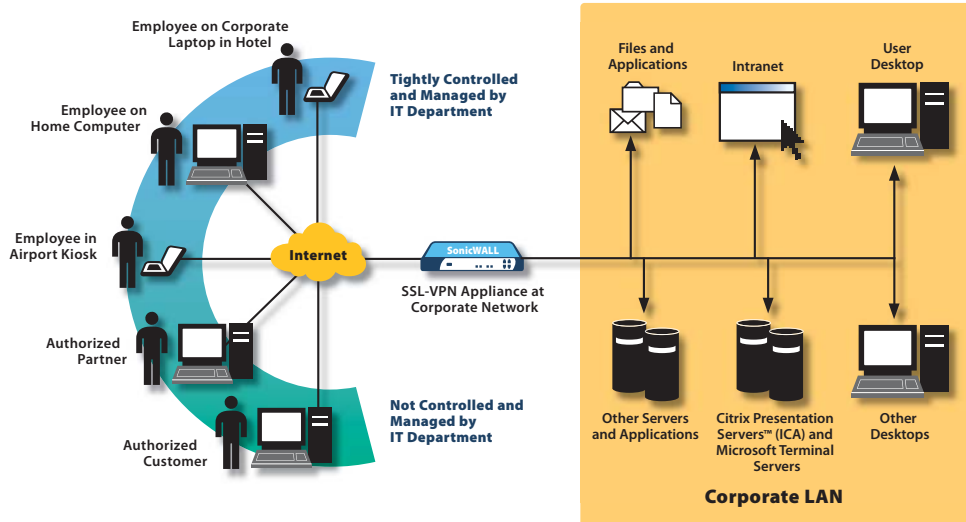 Employee on Corporate
Laptop in Hotel
Tightly Controlled
and Managed by
IT Department
Employee on
Home Computer
Employee in
Airport Kiosk
Internet
SonicWALL
SSL-VPN Appliance at
Corporate Network
Authorized
Partner
Not Controlled and
Managed by
IT Department
Authorized
Customer
Files and
Applications
Intranet
User
Desktop
Other Servers
and Applications
Citrix Presentation
Servers™ (ICA) and
Microsoft Terminal
Servers
Other
Desktops
Corporate LAN